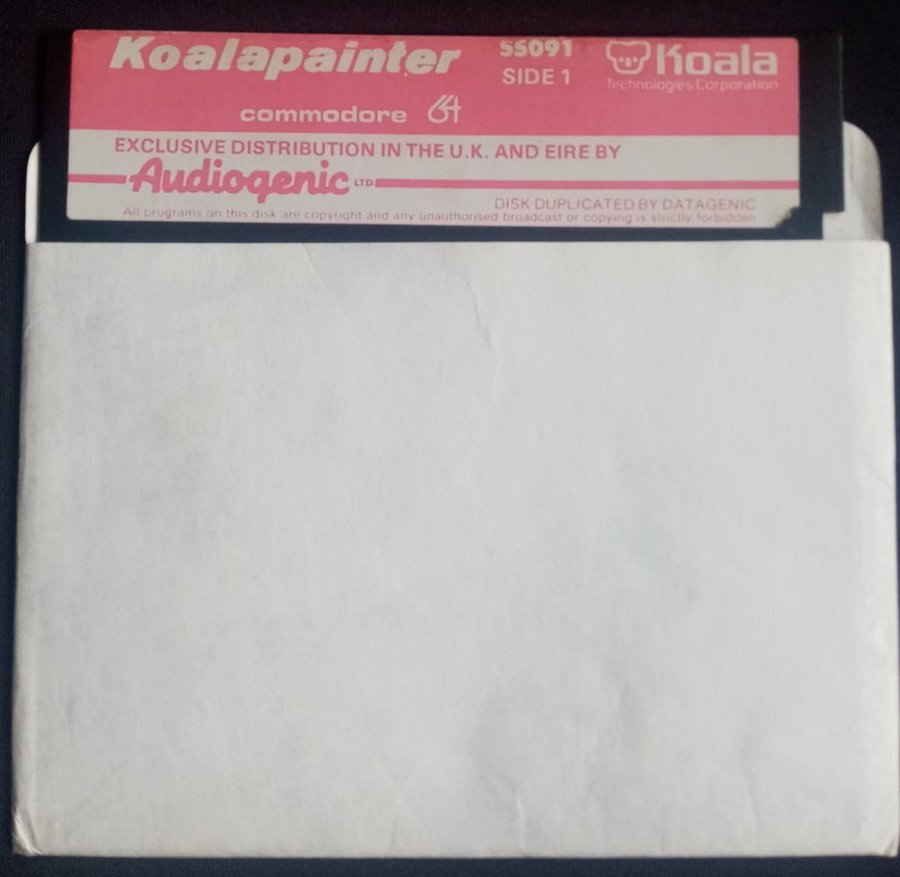 Koalapainter SS091 Koala
SIDE 1 Technologies Corporation
commodore 64
EXCLUSIVE DISTRIBUTION IN THE U.K. AND EIRE BY
Audiogenic LTD
DISK DUPLICATED BY DATAGENIC
All programs on this disk are copyright and any unauthorised broadcast or copying is strictly forbidden